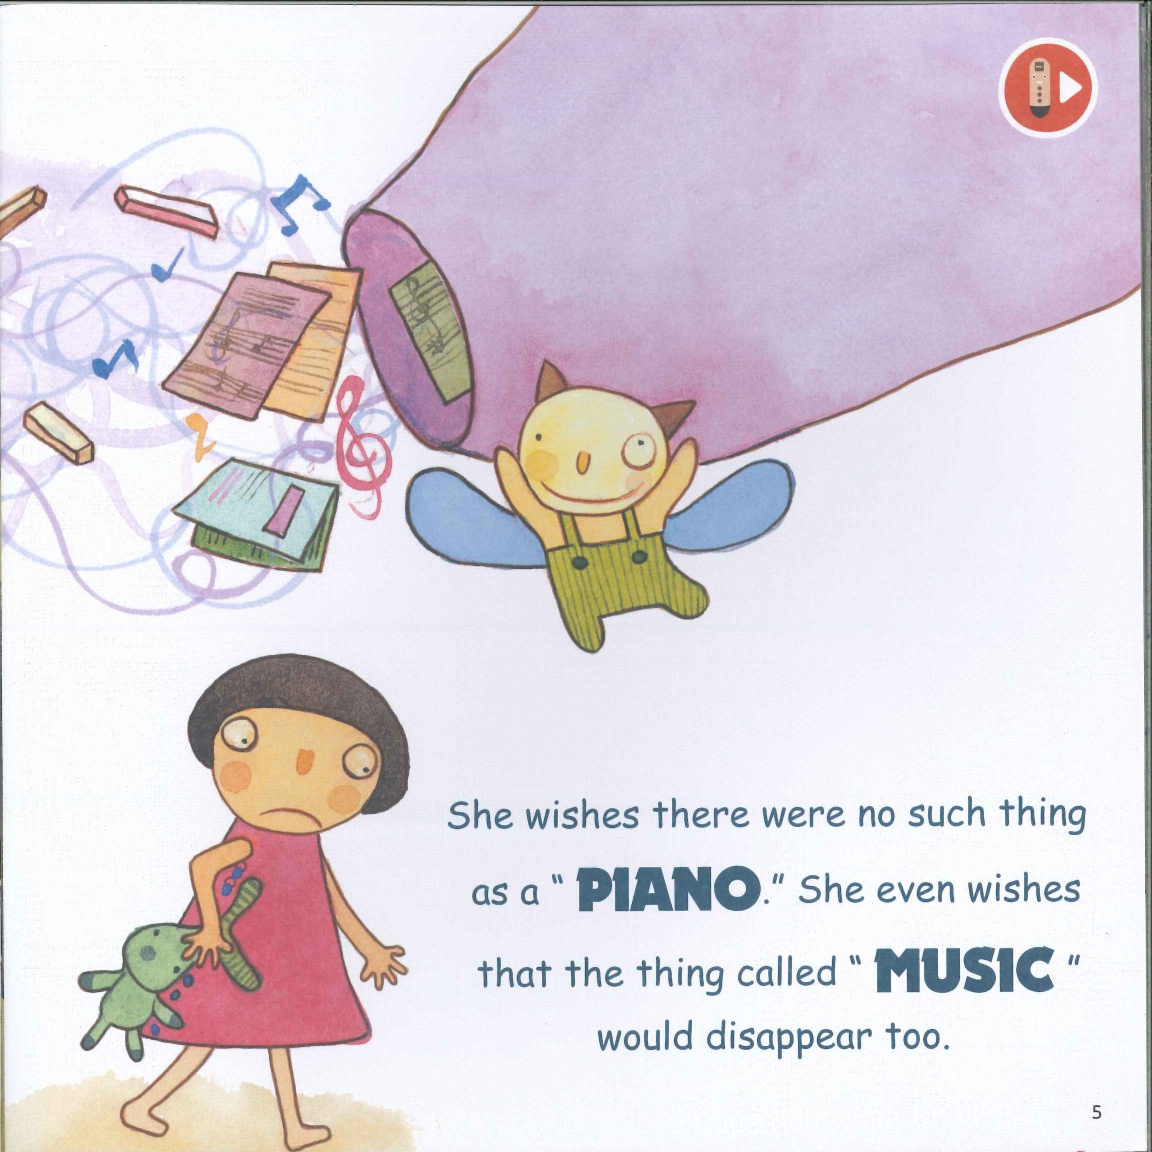 She wishes there were no such thing
as a “ PIANO.” She even wishes
that the thing called “ MUSIC ”
would disappear too.
5